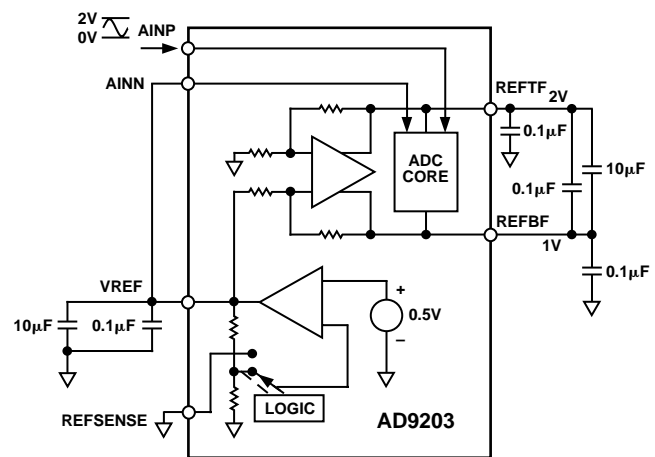 2V
0V
AINP
AINN
REFTF
2V
0.1μF
0.1μF
10μF
ADC
CORE
REFBF
1V
0.1μF
VREF
10μF
0.1μF
+
0.5V
–
REFSENSE
LOGIC
AD9203